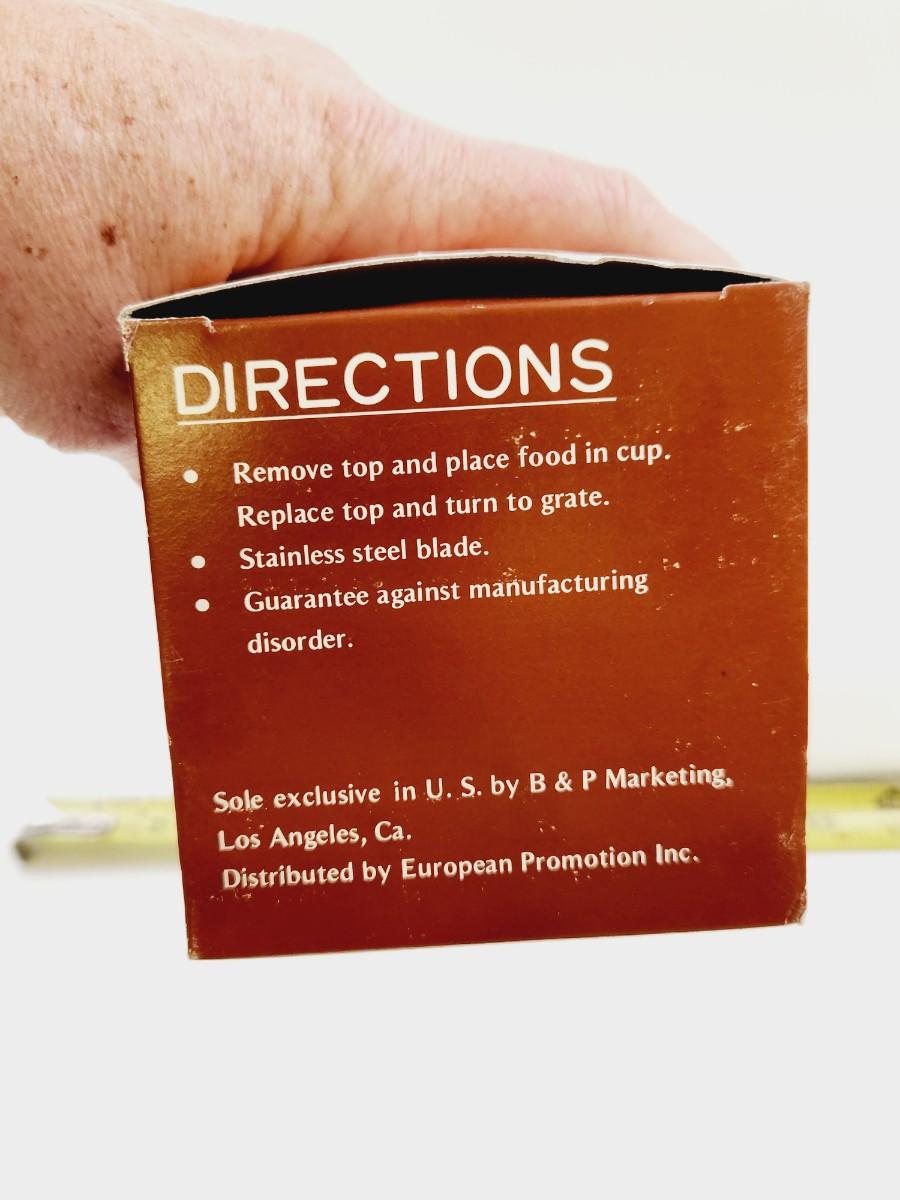 DIRECTIONS
• Remove top and place food in cup.
Replace top and turn to grate.
• Stainless steel blade.
• Guarantee against manufacturing
disorder.
Sole exclusive in U. S. by B & P Marketing,
Los Angeles, Ca.
Distributed by European Promotion Inc.